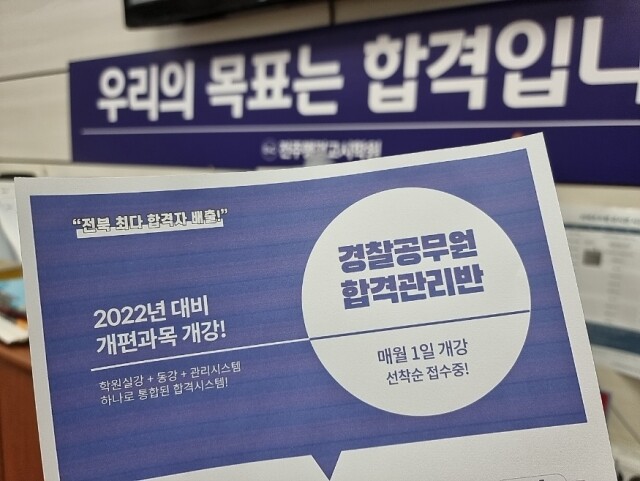 우리의 목표는 합격입니
"전북 최다 합격자 배출!"
2022년 대비
개편과목 개강!
학원실강 + 동강 + 관리시스템
하나로 통합된 합격시스템!
경찰공무원
합격관리반
매월 1일 개강
선착순 접수중!